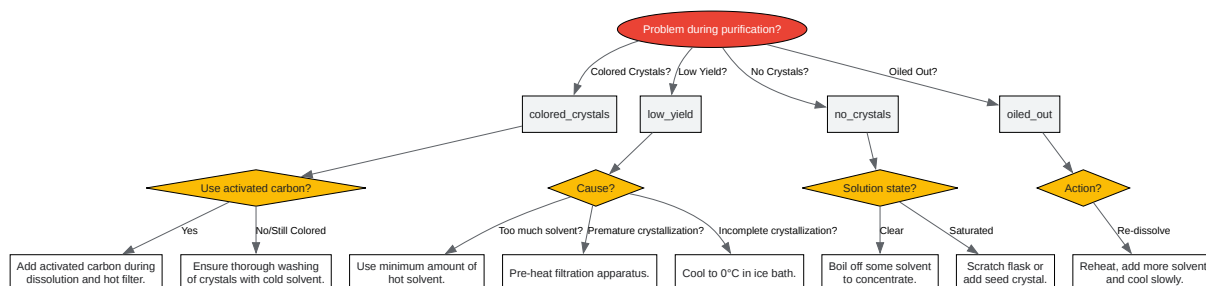 Problem during purification?
Colored Crystals?
Low Yield?
No Crystals?
Oiled Out?
colored_crystals
low_yield
no_crystals
oiled_out
Use activated carbon?
Cause?
Solution state?
Action?
Yes
No/Still Colored
Too much solvent?
Premature crystallization?
Incomplete crystallization?
Clear
Saturated
Re-dissolve
Add activated carbon during
dissolution and hot filter.
Ensure thorough washing
of crystals with cold solvent.
Use minimum amount of
hot solvent.
Pre-heat filtration apparatus.
Cool to 0°C in ice bath.
Boil off some solvent
to concentrate.
Scratch flask or
add seed crystal.
Reheat, add more solvent
and cool slowly.